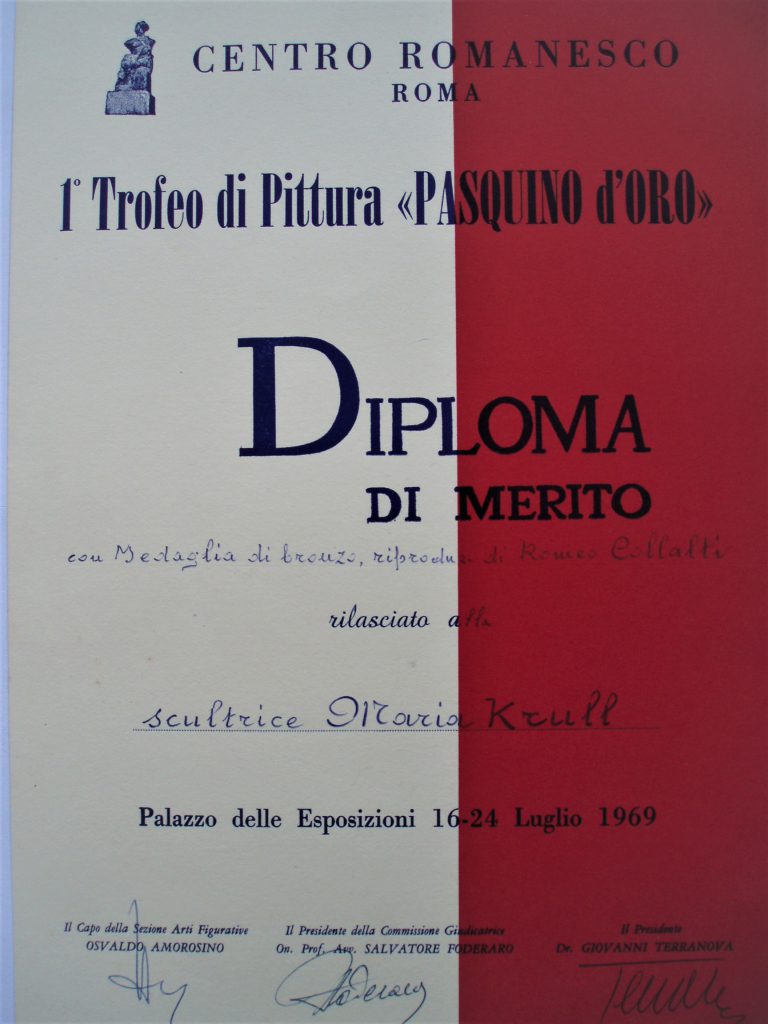 CENTRO ROMANESCO
ROMA
1° Trofeo di Pittura «PASQUINO d'ORO»
DIPLOMA
DI MERITO
con Medaglia di bronzo, riproduz. di Romeo Collalti
rilasciato alla
scultrice Maria Krull
Palazzo delle Esposizioni 16-24 Luglio 1969
Il Capo della Sezione Arti Figurative
OSVALDO AMOROSINO
Il Presidente della Commissione Giudicatrice
On. Prof. Avv. SALVATORE FODERARO
Il Presidente
Dr. GIOVANNI TERRANOVA
Foderaro